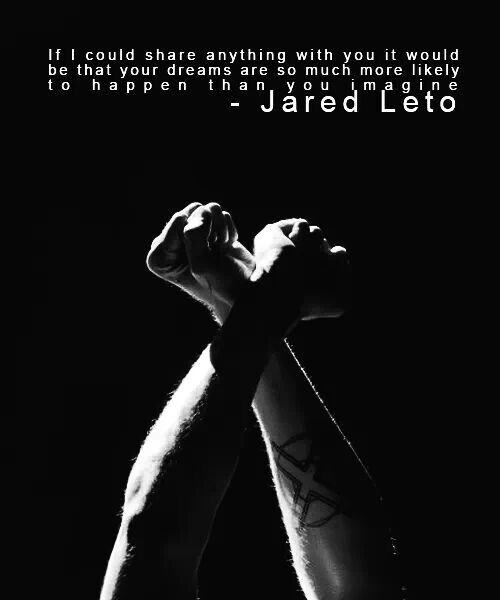 If I could share anything with you it would
be that your dreams are so much more likely
to happen than you imagine
- Jared Leto